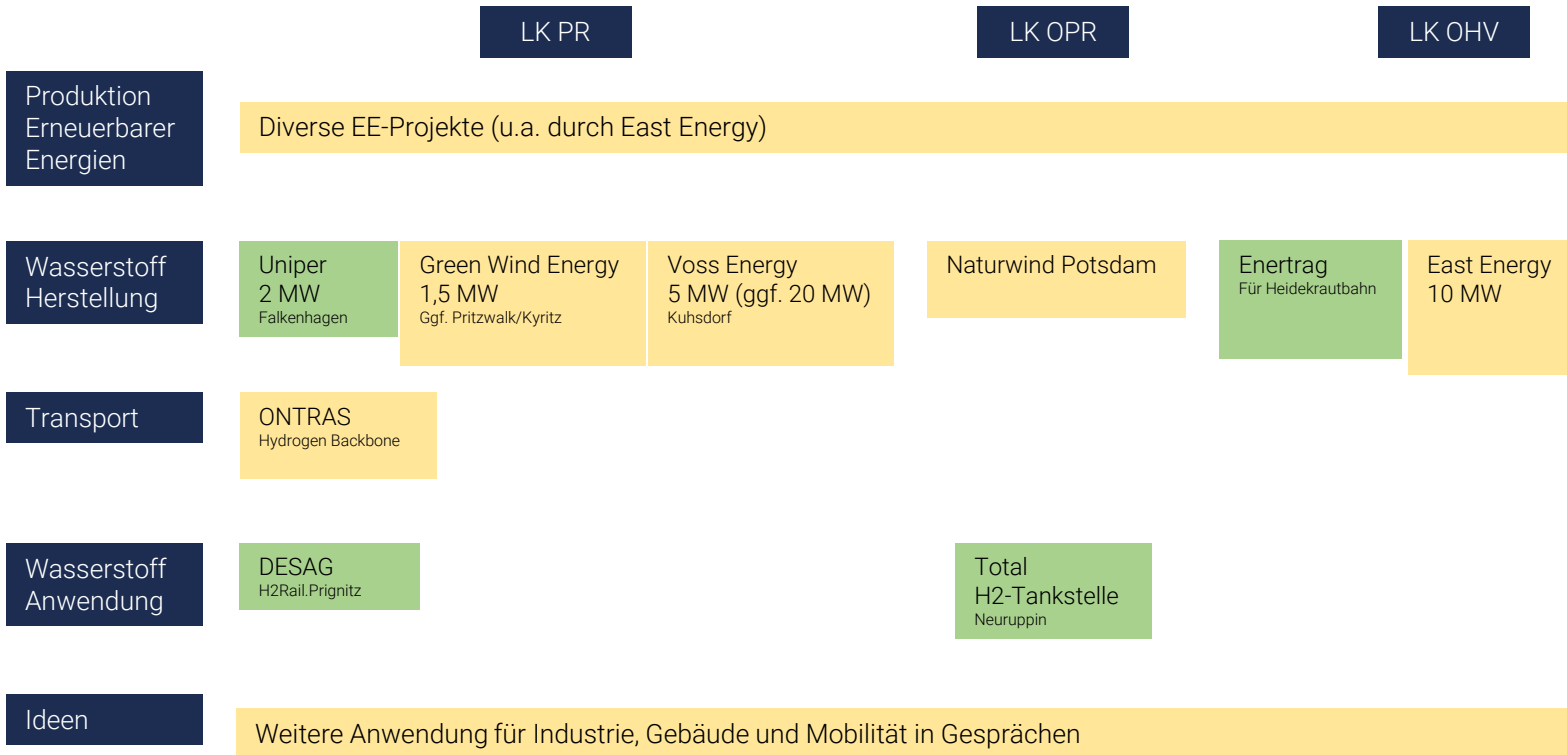 LK PR
LK OPR
LK OHV
Produktion
Erneuerbarer
Energien
Diverse EE-Projekte (u.a. durch East Energy)
Wasserstoff
Herstellung
Uniper
2 MW
Falkenhagen
Green Wind Energy
1,5 MW
Ggf. Pritzwalk/Kyritz
Voss Energy
5 MW (ggf. 20 MW)
Kuhsdorf
Naturwind Potsdam
Enertrag
Für Heidekrautbahn
East Energy
10 MW
Transport
ONTRAS
Hydrogen Backbone
Wasserstoff
Anwendung
DESAG
H2Rail.Prignitz
Total
H2-Tankstelle
Neuruppin
Ideen
Weitere Anwendung für Industrie, Gebäude und Mobilität in Gesprächen